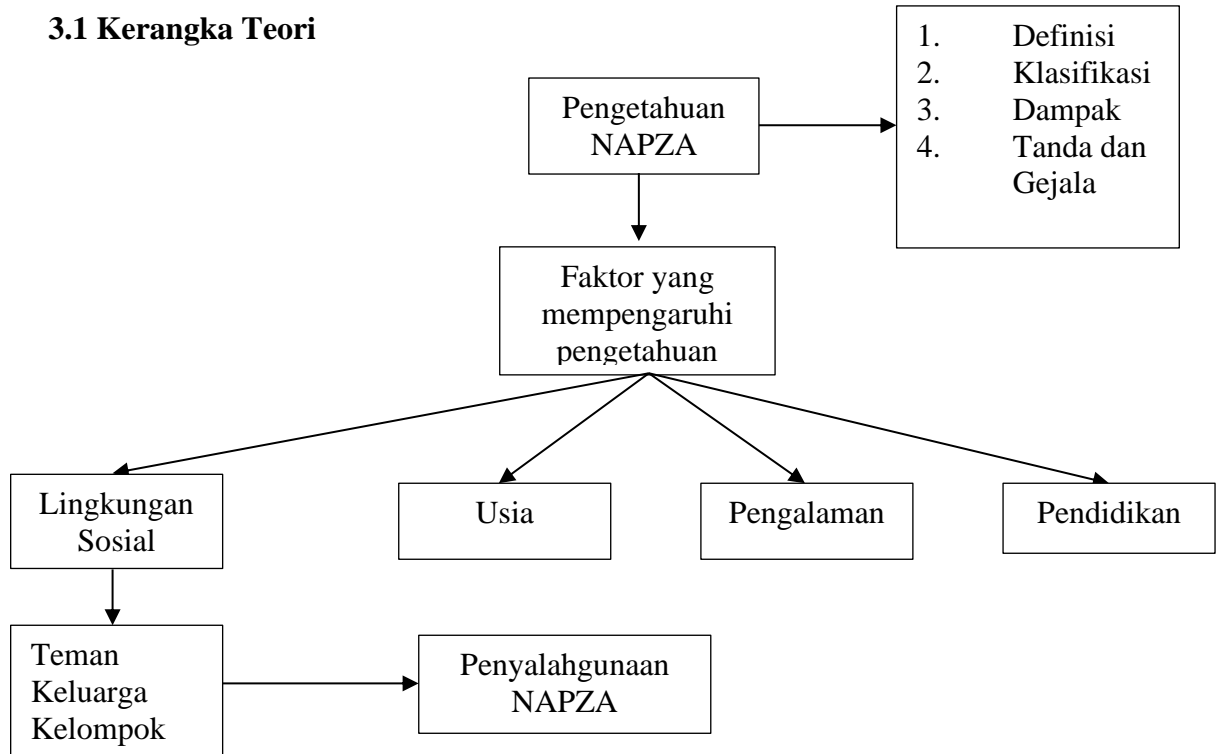 3.1 Kerangka Teori
Pengetahuan
NAPZA
1. Definisi
2. Klasifikasi
3. Dampak
4. Tanda dan
Gejala
Faktor yang
mempengaruhi
pengetahuan
Lingkungan
Sosial
Usia
Pengalaman
Pendidikan
Teman
Keluarga
Kelompok
Penyalahgunaan
NAPZA